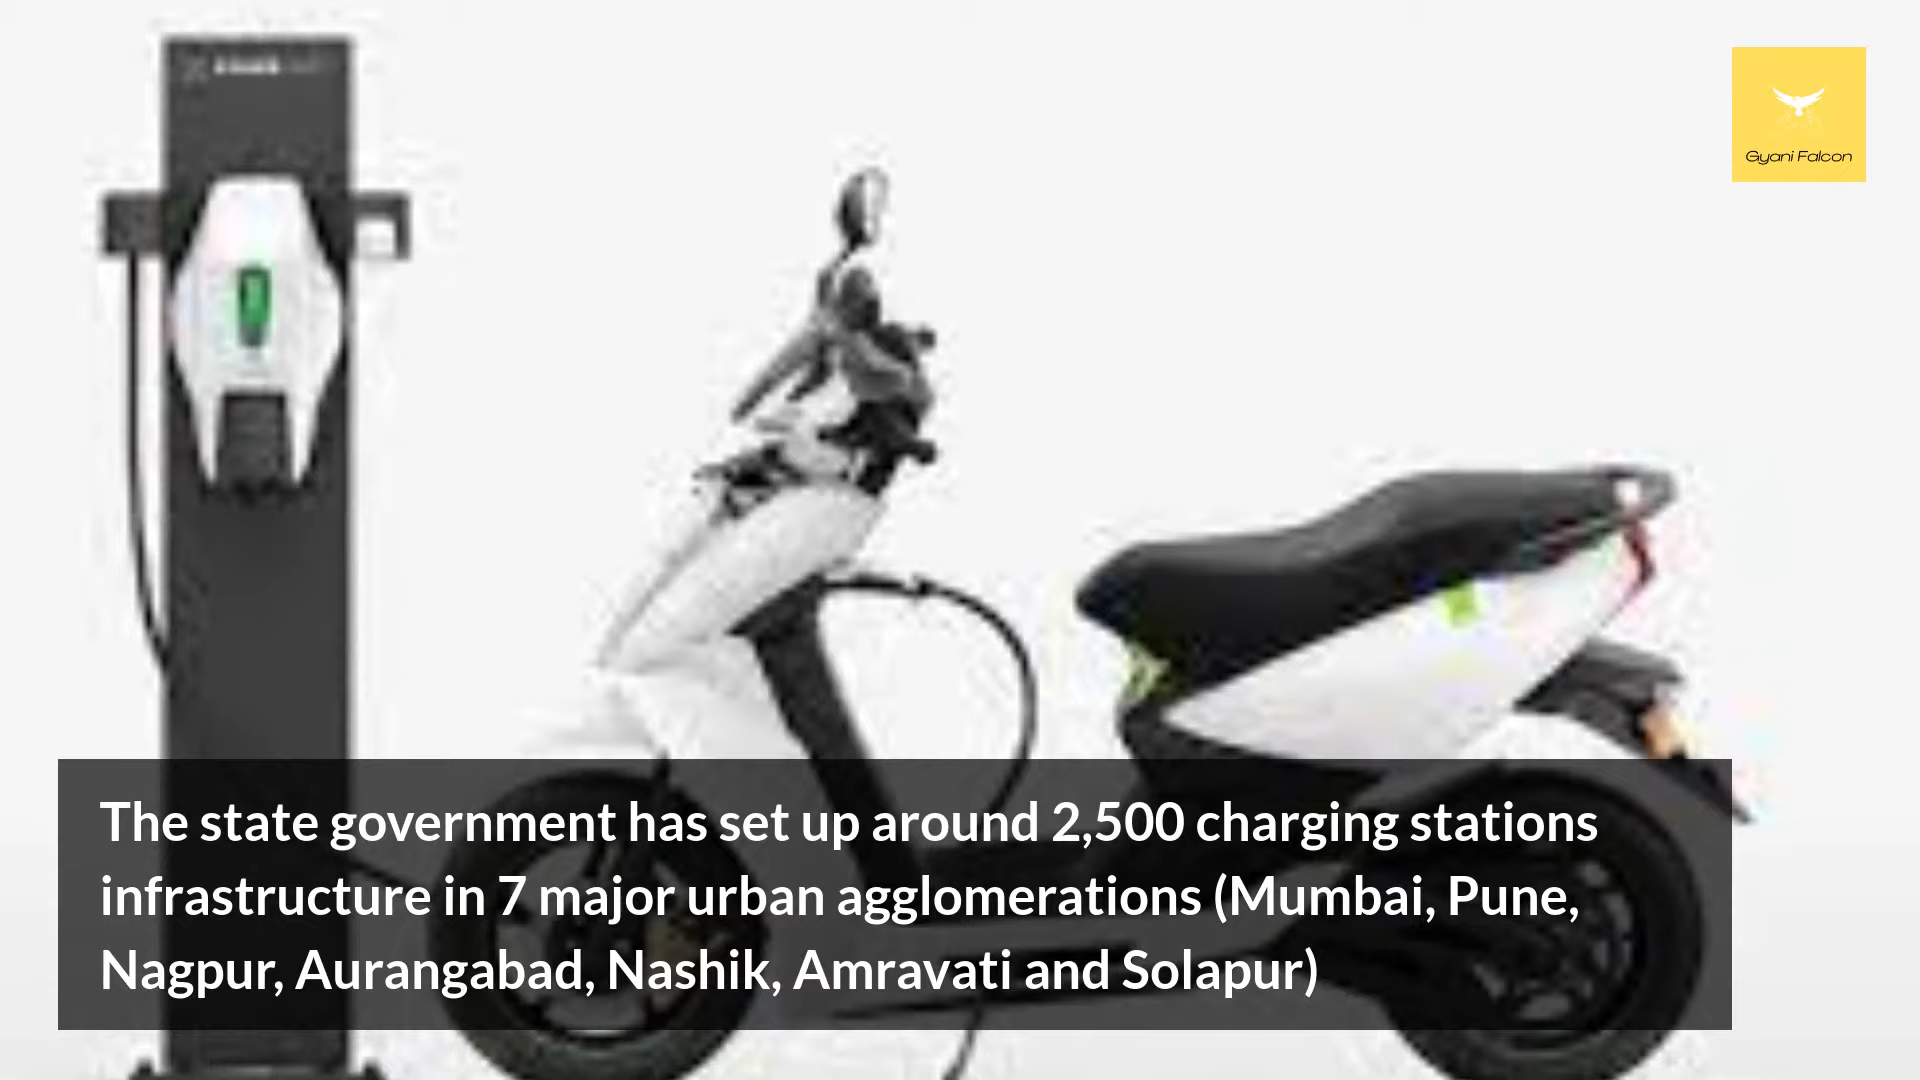 Gyani Falcon
The state government has set up around 2,500 charging stations
infrastructure in 7 major urban agglomerations (Mumbai, Pune,
Nagpur, Aurangabad, Nashik, Amravati and Solapur)